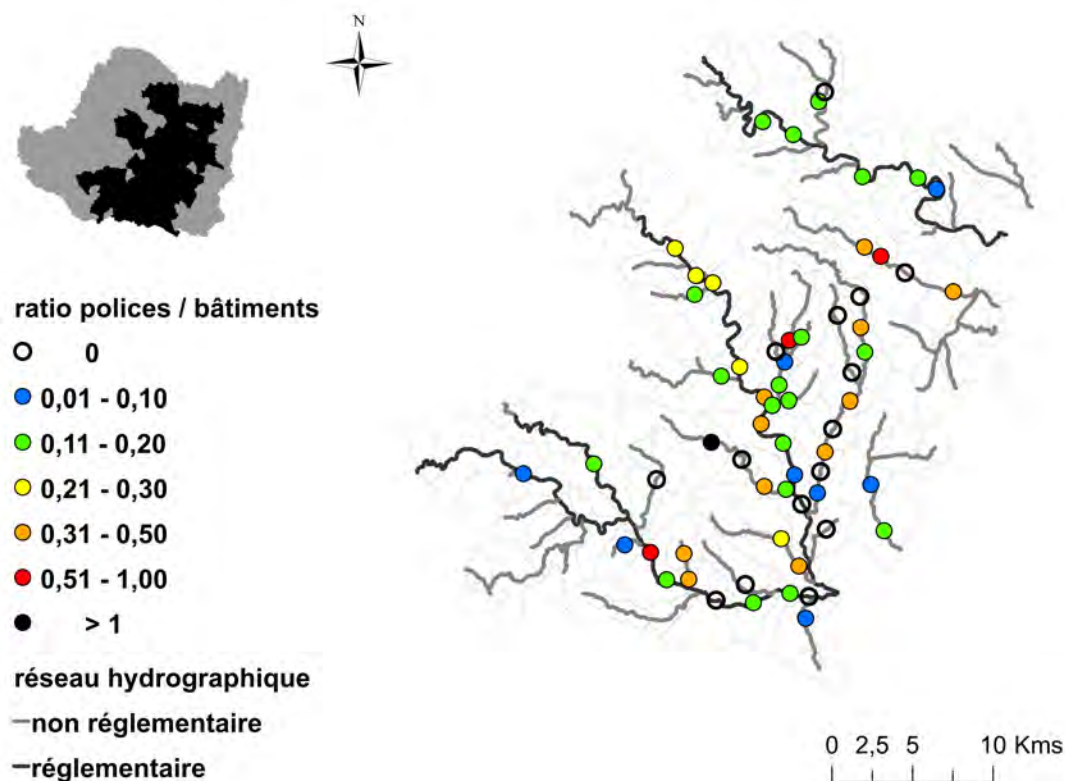 N
ratio polices / bâtiments
0
0,01 - 0,10
0,11 - 0,20
0,21 - 0,30
0,31 - 0,50
0,51 - 1,00
> 1
réseau hydrographique
non réglementaire
réglementaire
0 2,5 5 10 Kms